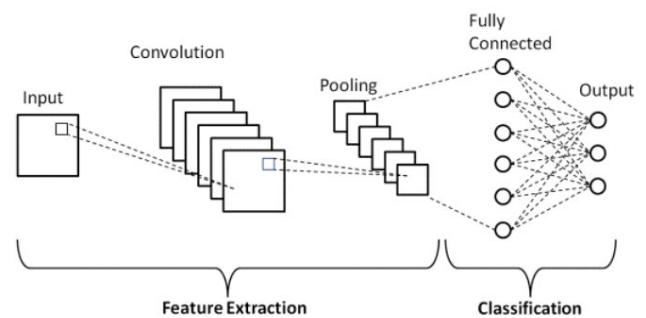 Fully
Connected
Convolution
Pooling
Output
Input
Feature Extraction
Classification